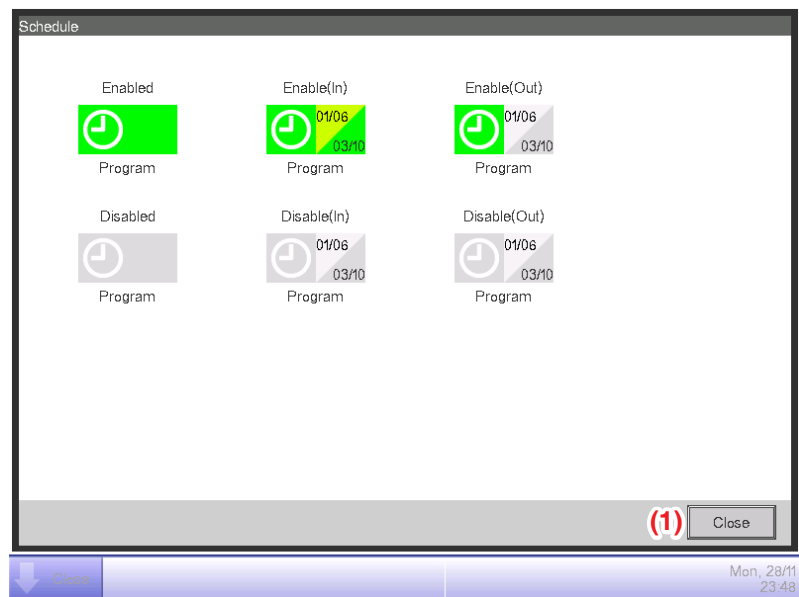 Schedule
Enabled Enable(In) Enable(Out)
01/06 01/06
03/10 03/10
Program Program Program
Disabled Disable(In) Disable(Out)
01/06 01/06
03/10 03/10
Program Program Program
(1) Close
Close Mon, 28/11
23:48